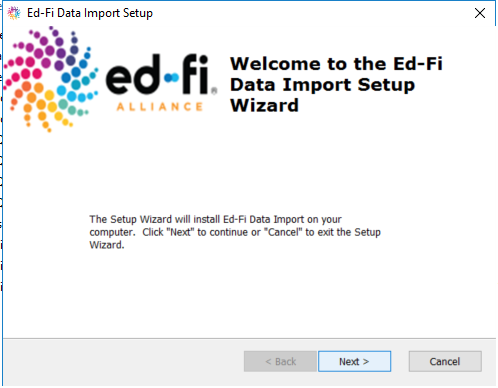 Ed-Fi Data Import Setup
ed-fi®
ALLIANCE
Welcome to the Ed-Fi
Data Import Setup
Wizard
The Setup Wizard will install Ed-Fi Data Import on your
computer. Click "Next" to continue or "Cancel" to exit the Setup
Wizard.
< Back
Next >
Cancel